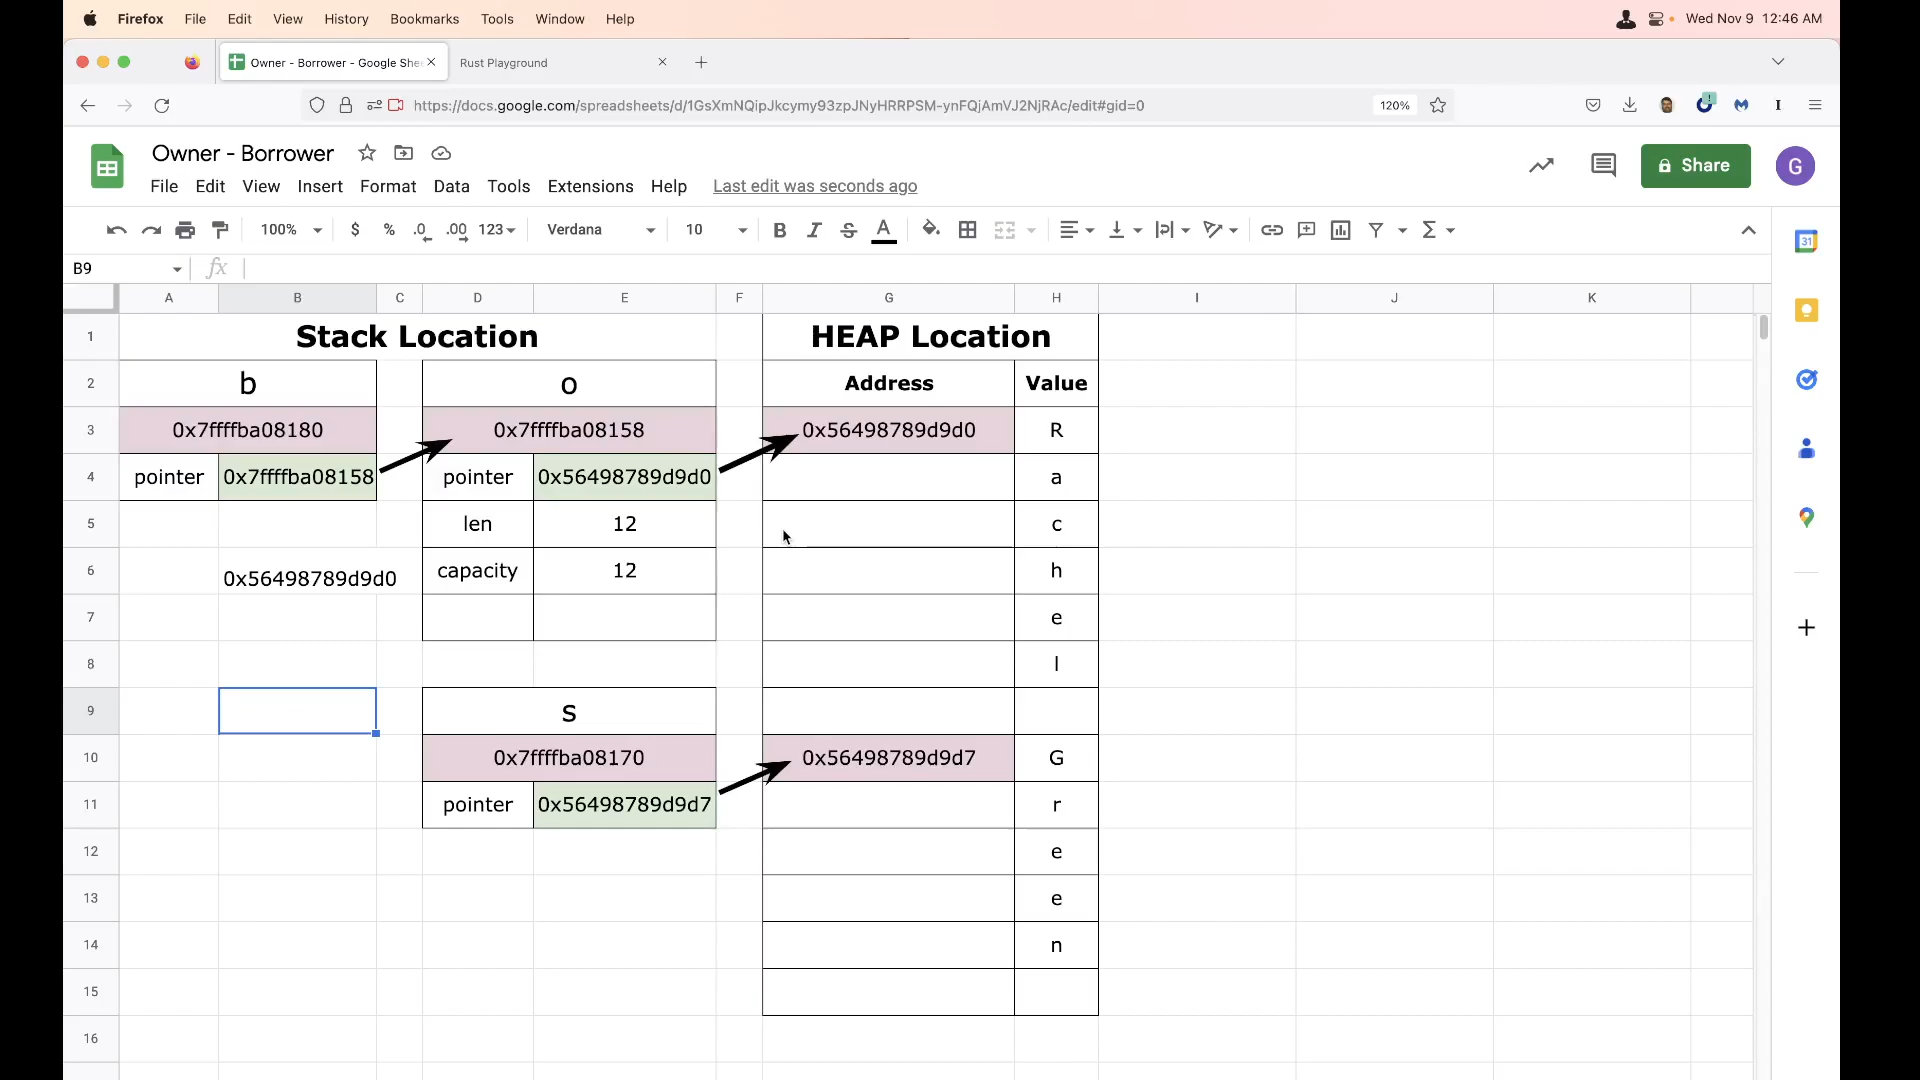 Firefox File Edit View History Bookmarks Tools Window Help Wed Nov 9 12:46 AM
Owner - Borrower - Google She Rust Playground
https://docs.google.com/spreadsheets/d/1GsXmNQipJkcymy93zpJNyHRRPSM-ynFQjAmVJ2NjRAc/edit#gid=0 120%
Owner - Borrower
File Edit View Insert Format Data Tools Extensions Help Last edit was seconds ago
Share
G
100% $ % .0 .00 123 Verdana 10 B I S A
31
B9 fx
A B C D E F G H I J K
1 Stack Location HEAP Location
2 b o Address Value
3 0x7ffffba08180 0x7ffffba08158 0x56498789d9d0 R
4 pointer 0x7ffffba08158 pointer 0x56498789d9d0 a
5 len 12 c
6 0x56498789d9d0 capacity 12 h
7 e
8 l
9 s
10 0x7ffffba08170 0x56498789d9d7 G
11 pointer 0x56498789d9d7 r
12 e
13 e
14 n
15
16